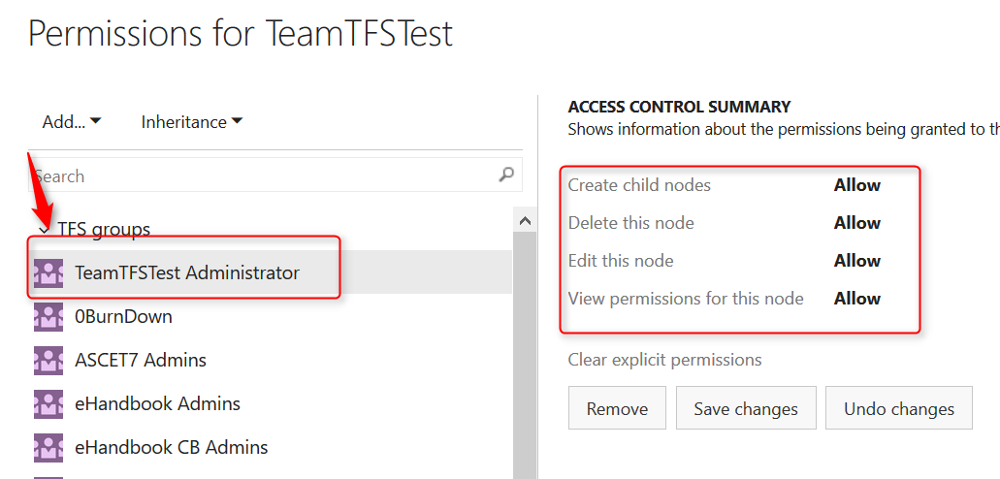 Permissions for TeamTFSTest
Add...
Inheritance
Search
TFS groups
TeamTFSTest Administrator
0BurnDown
ASCET7 Admins
eHandbook Admins
eHandbook CB Admins
ACCESS CONTROL SUMMARY
Shows information about the permissions being granted to th
Create child nodes Allow
Delete this node Allow
Edit this node Allow
View permissions for this node Allow
Clear explicit permissions
Remove Save changes Undo changes